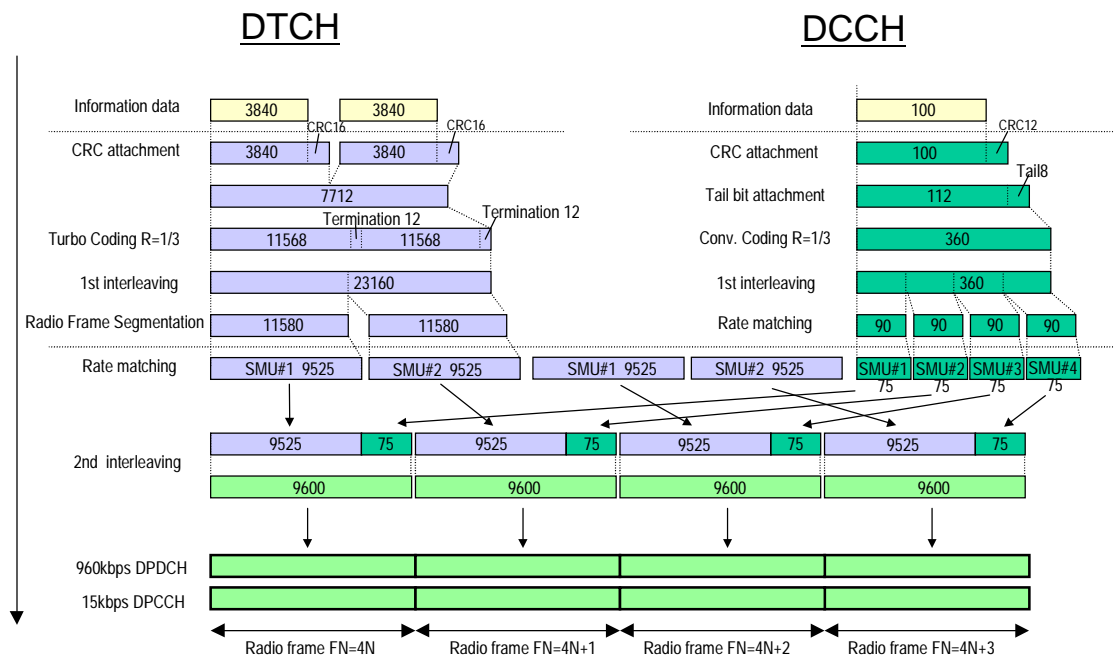 DTCH DCCH
Information data 3840 3840 Information data 100
CRC16 CRC16 CRC12
CRC attachment 3840 3840 CRC attachment 100
Tail8
7712 Tail bit attachment 112
Termination 12 Termination 12
Turbo Coding R=1/3 11568 11568 Conv. Coding R=1/3 360
1st interleaving 23160 1st interleaving 360
Radio Frame Segmentation 11580 11580 Rate matching 90 90 90 90
Rate matching SMU#1 9525 SMU#2 9525 SMU#1 9525 SMU#2 9525 SMU#1 SMU#2 SMU#3 SMU#4
75 75 75 75
9525 75 9525 75 9525 75 9525 75
2nd interleaving
9600 9600 9600 9600
960kbps DPDCH
15kbps DPCCH
Radio frame FN=4N Radio frame FN=4N+1 Radio frame FN=4N+2 Radio frame FN=4N+3